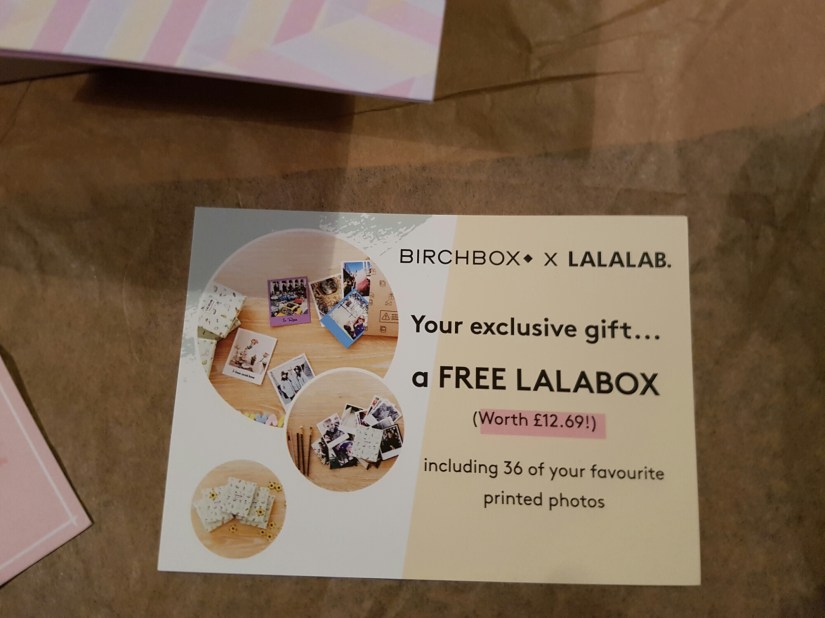 BIRCHBOX◆ X LALALAB.
Your exclusive gift...
a FREE LALABOX
(Worth £12.69!)
including 36 of your favourite
printed photos